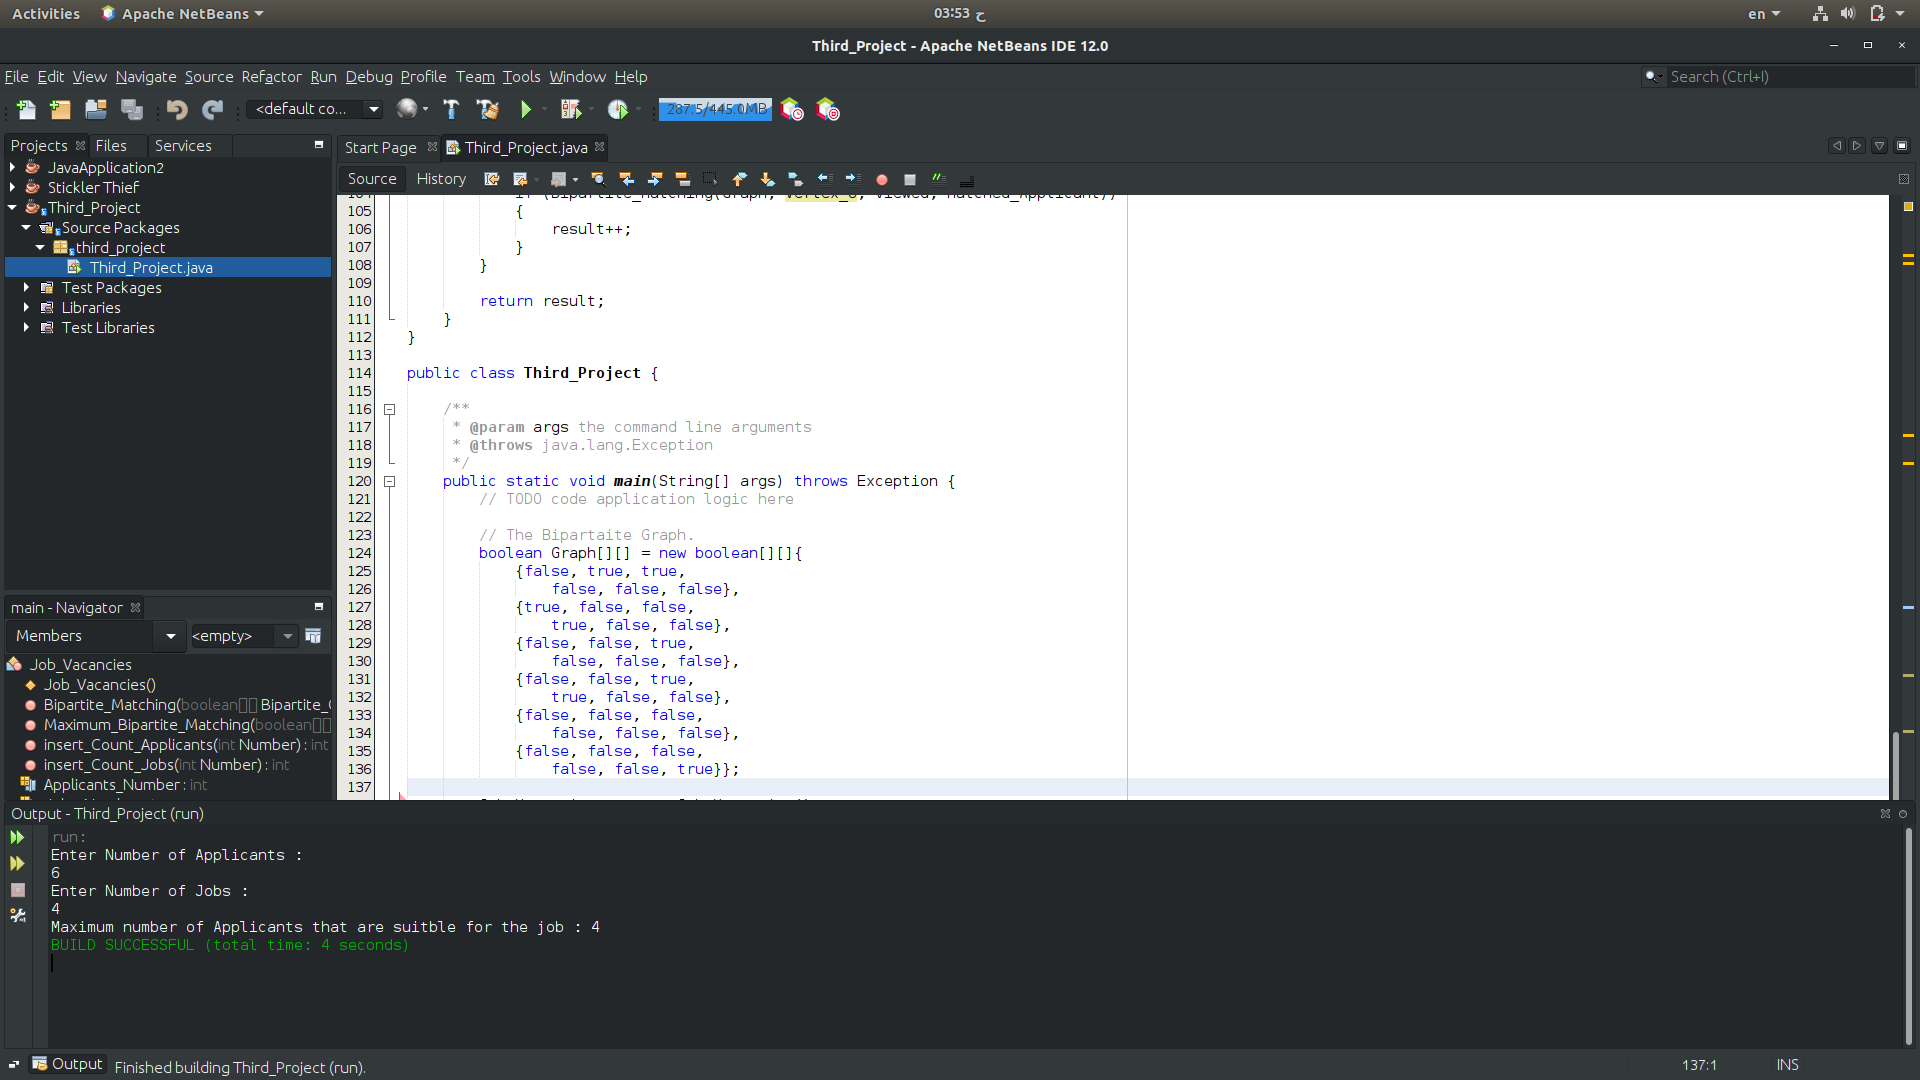 Activities
Apache NetBeans
03:53 ح
en
Third_Project - Apache NetBeans IDE 12.0
File Edit View Navigate Source Refactor Run Debug Profile Team Tools Window Help
Search (Ctrl+I)
<default co...
287.5/445.0MB
Projects Files Services
JavaApplication2
Stickler Thief
Third_Project
Source Packages
third_project
Third_Project.java
Test Packages
Libraries
Test Libraries
main - Navigator
Members
<empty>
Job_Vacancies
Job_Vacancies()
Bipartite_Matching(boolean[][] Bipartite_
Maximum_Bipartite_Matching(boolean[][]
insert_Count_Applicants(int Number) : int
insert_Count_Jobs(int Number) : int
Applicants_Number : int
Start Page Third_Project.java
Source History
105 {
106 result++;
107 }
108 }
109
110 return result;
111 }
112 }
113
114 public class Third_Project {
115
116 /**
117 * @param args the command line arguments
118 * @throws java.lang.Exception
119 */
120 public static void main(String[] args) throws Exception {
121 // TODO code application logic here
122
123 // The Bipartaite Graph.
124 boolean Graph[][] = new boolean[][]{
125 {false, true, true,
126 false, false, false},
127 {true, false, false,
128 true, false, false},
129 {false, false, true,
130 false, false, false},
131 {false, false, true,
132 true, false, false},
133 {false, false, false,
134 false, false, false},
135 {false, false, false,
136 false, false, true}};
137
Output - Third_Project (run)
run:
Enter Number of Applicants :
6
Enter Number of Jobs :
4
Maximum number of Applicants that are suitble for the job : 4
BUILD SUCCESSFUL (total time: 4 seconds)
Output
Finished building Third_Project (run).
137:1
INS